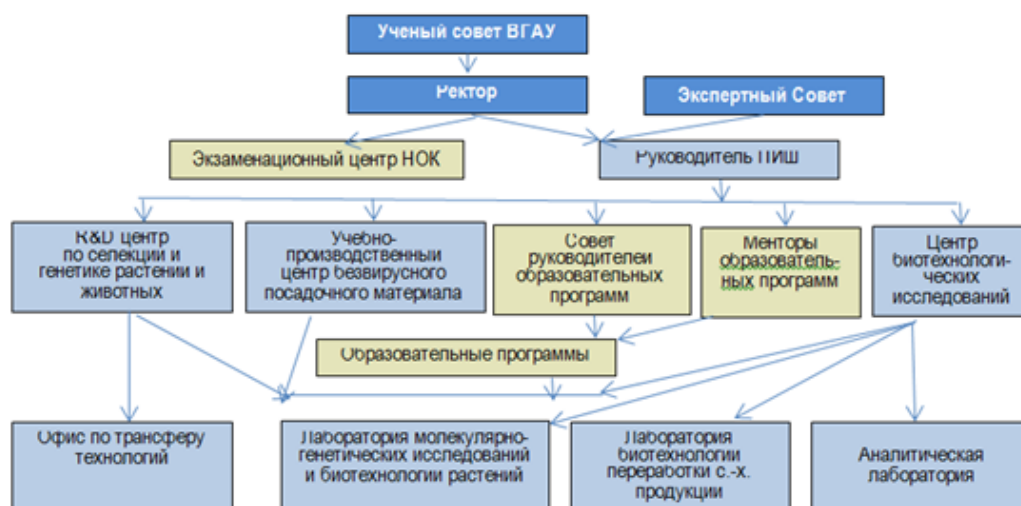 Ученый совет ВГАУ
Ректор
Экспертный Совет
Экзаменационный центр НОК
Руководитель ПИШ
R&D центр
по селекции и
генетике растении и
животных
Учебно-
производственный
центр безвирусного
посадочного материала
Совет
руководителеи
образовательных
программ
Менторы
образователь-
ных программ
Центр
биотехнологи-
ческих
исследований
Образовательные программы
Офис по трансферу
технологий
Лаборатория молекулярно-
генетических исследований
и биотехнологии растений
Лаборатория
биотехнологии
переработки с.-х.
продукции
Аналитическая
лаборатория